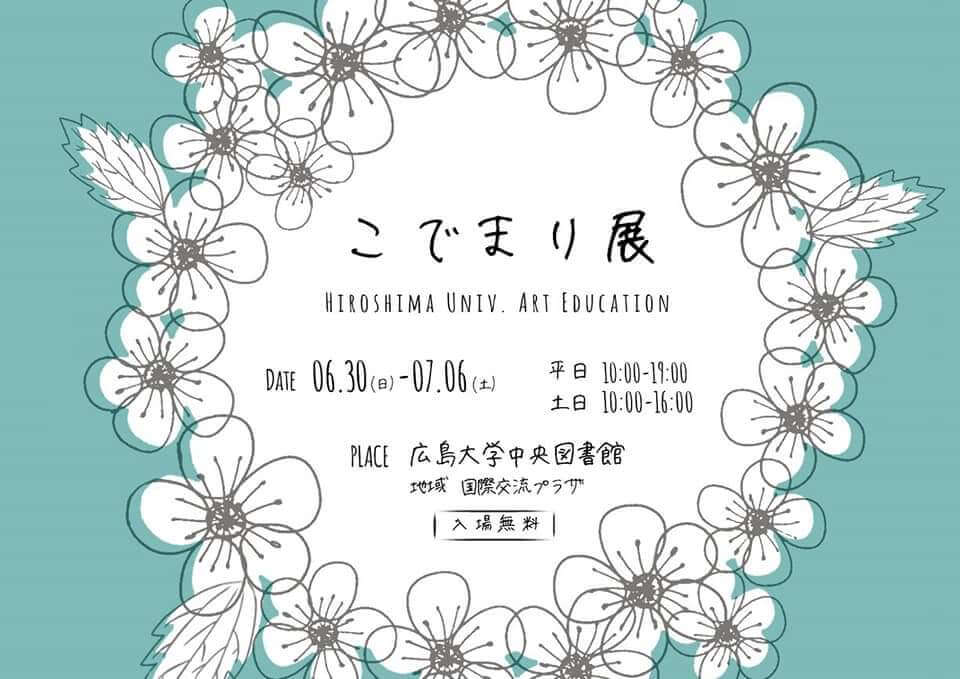 こでまり展
HIROSHIMA UNIV. ART EDUCATION
DATE 06.30(日)-07.06(土)
平日 10:00-19:00
土日 10:00-16:00
PLACE 広島大学中央図書館
地域 国際交流プラザ
入場無料